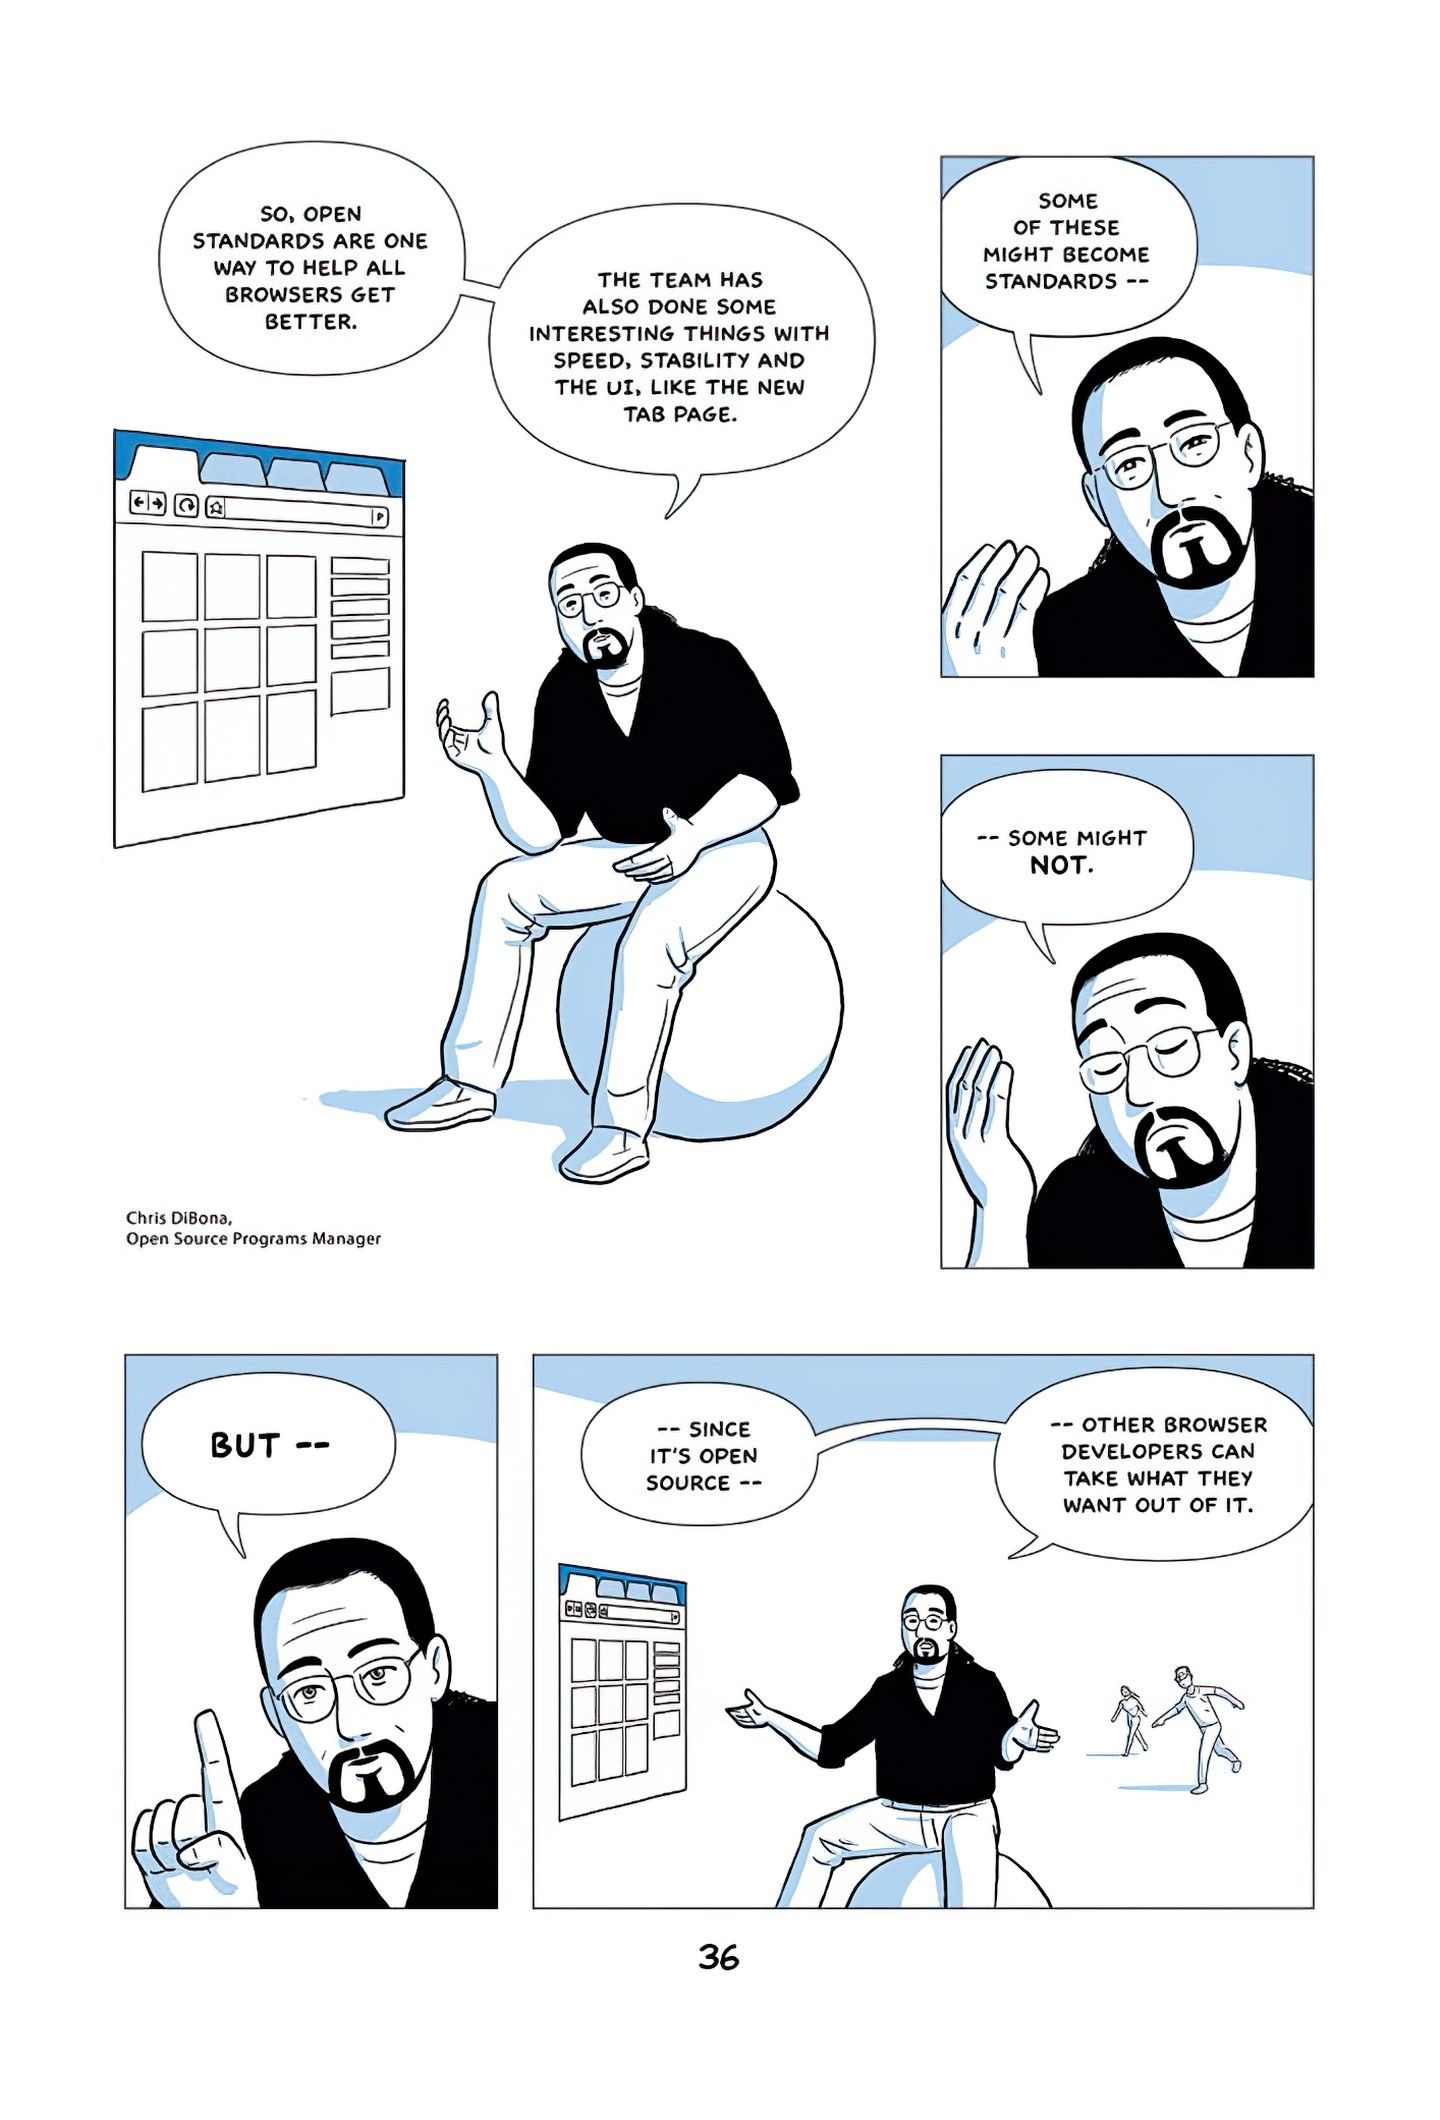 SO, OPEN
STANDARDS ARE ONE
WAY TO HELP ALL
BROWSERS GET
BETTER.
THE TEAM HAS
ALSO DONE SOME
INTERESTING THINGS WITH
SPEED, STABILITY AND
THE UI, LIKE THE NEW
TAB PAGE.
Chris DiBona,
Open Source Programs Manager
SOME
OF THESE
MIGHT BECOME
STANDARDS --
-- SOME MIGHT
NOT.
BUT --
-- SINCE
IT'S OPEN
SOURCE --
-- OTHER BROWSER
DEVELOPERS CAN
TAKE WHAT THEY
WANT OUT OF IT.
36